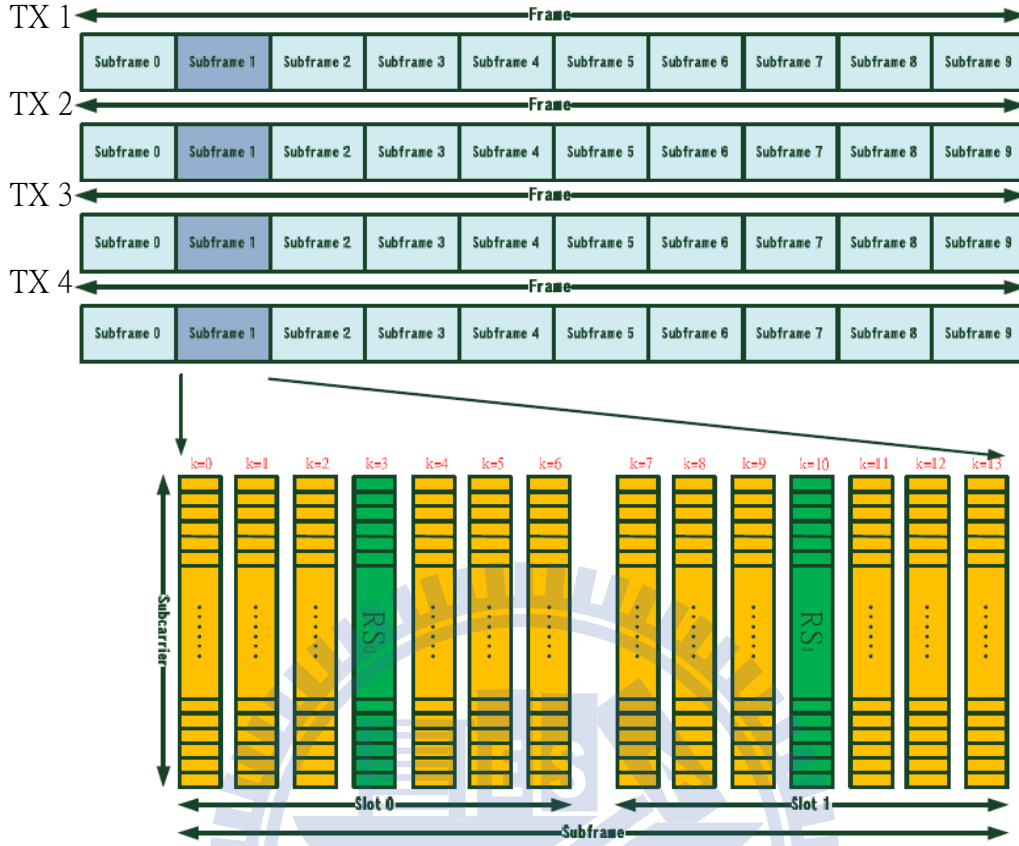 TX 1 Frame
Subframe 0 Subframe 1 Subframe 2 Subframe 3 Subframe 4 Subframe 5 Subframe 6 Subframe 7 Subframe 8 Subframe 9
TX 2 Frame
Subframe 0 Subframe 1 Subframe 2 Subframe 3 Subframe 4 Subframe 5 Subframe 6 Subframe 7 Subframe 8 Subframe 9
TX 3 Frame
Subframe 0 Subframe 1 Subframe 2 Subframe 3 Subframe 4 Subframe 5 Subframe 6 Subframe 7 Subframe 8 Subframe 9
TX 4 Frame
Subframe 0 Subframe 1 Subframe 2 Subframe 3 Subframe 4 Subframe 5 Subframe 6 Subframe 7 Subframe 8 Subframe 9
k=0 k=1 k=2 k=3 k=4 k=5 k=6 k=7 k=8 k=9 k=10 k=11 k=12 k=13
Subcarrier
...... ...... ...... RS0 ...... ...... ...... ...... ...... ...... RS1 ...... ...... ......
ES
Slot 0 Slot 1
Subframe